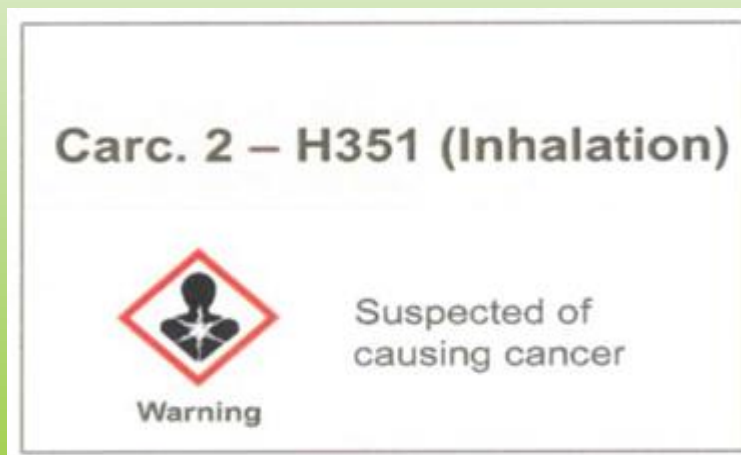 Carc. 2 – H351 (Inhalation)
Suspected of
causing cancer
Warning